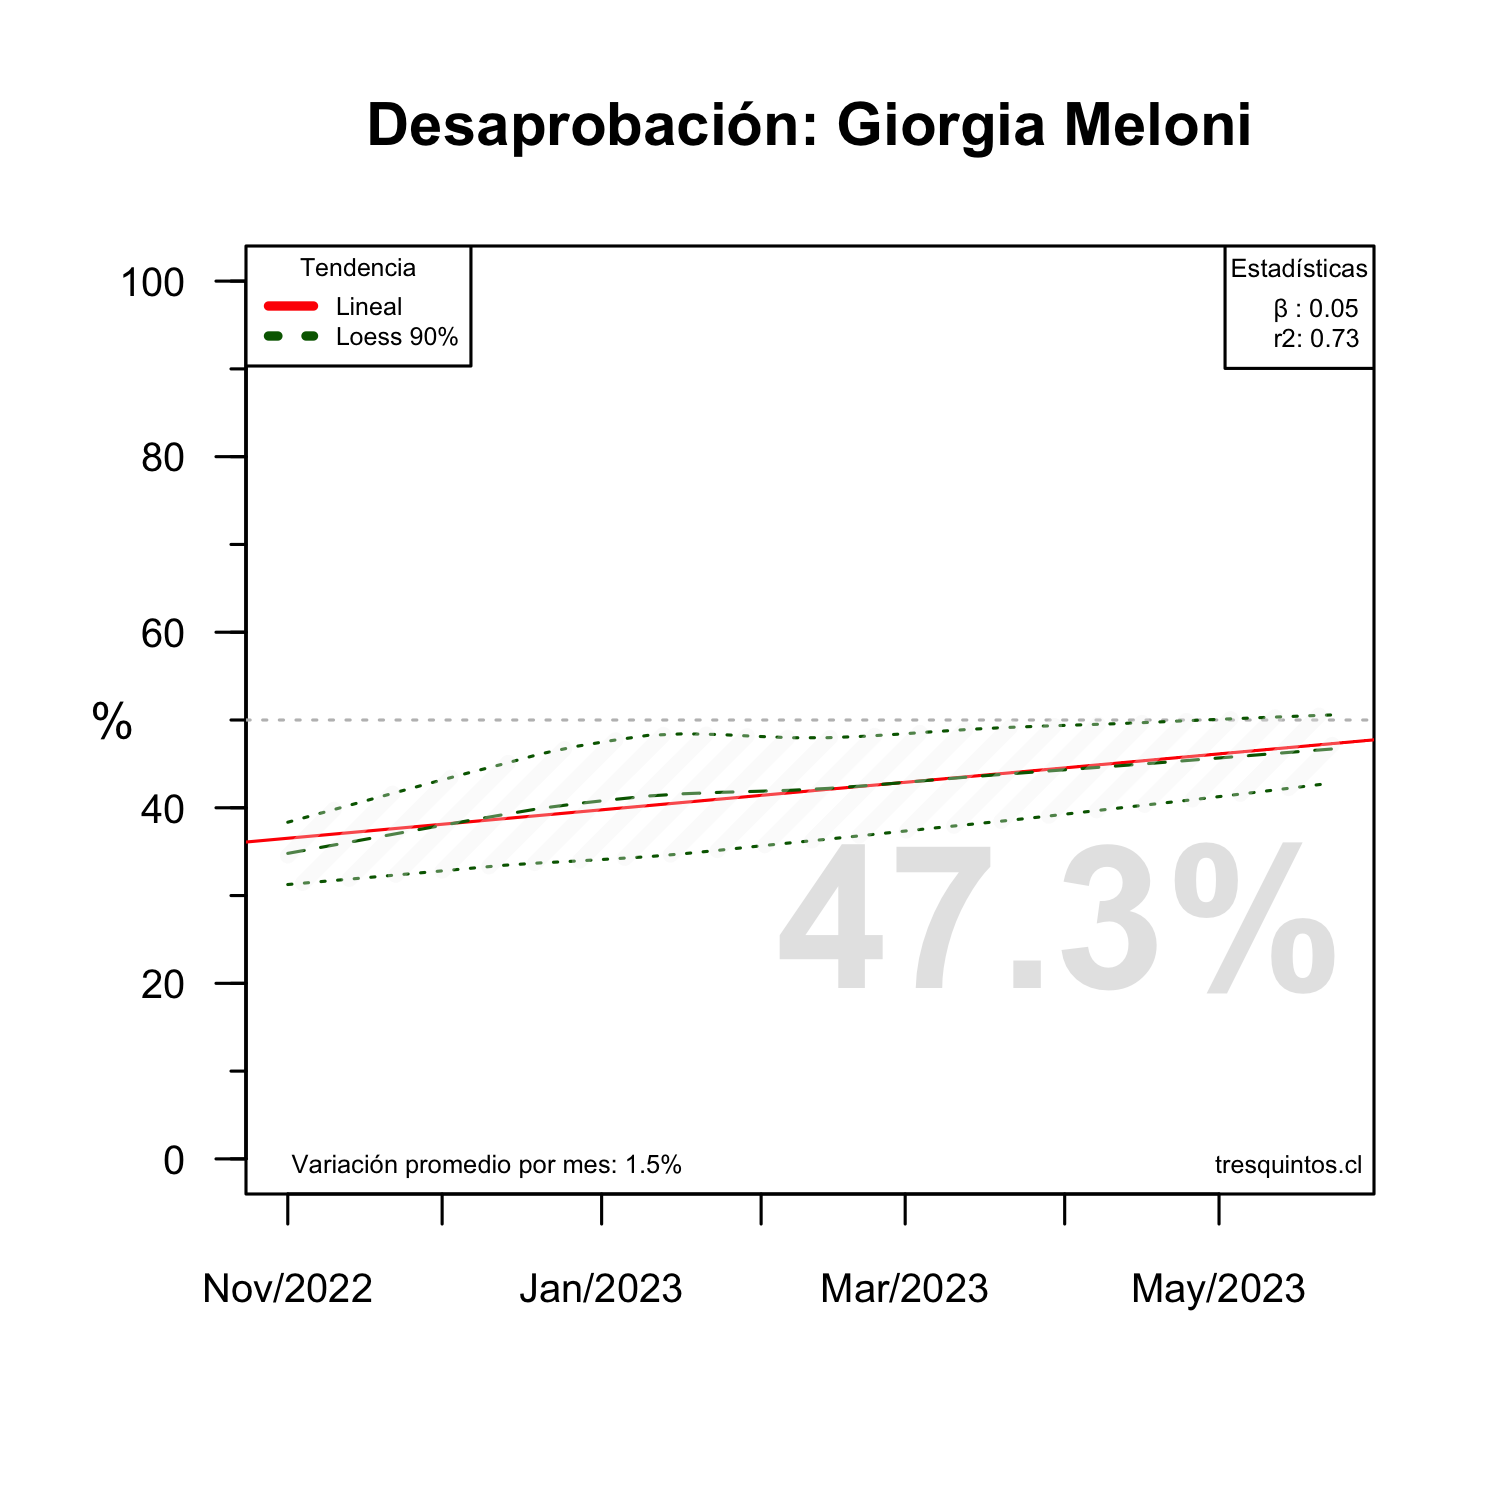 Desaprobación: Giorgia Meloni
Tendencia
Lineal
Loess 90%
Estadísticas
β : 0.05
r2: 0.73
100
80
60
%
40
20
0
47.3%
Variación promedio por mes: 1.5%
tresquintos.cl
Nov/2022
Jan/2023
Mar/2023
May/2023